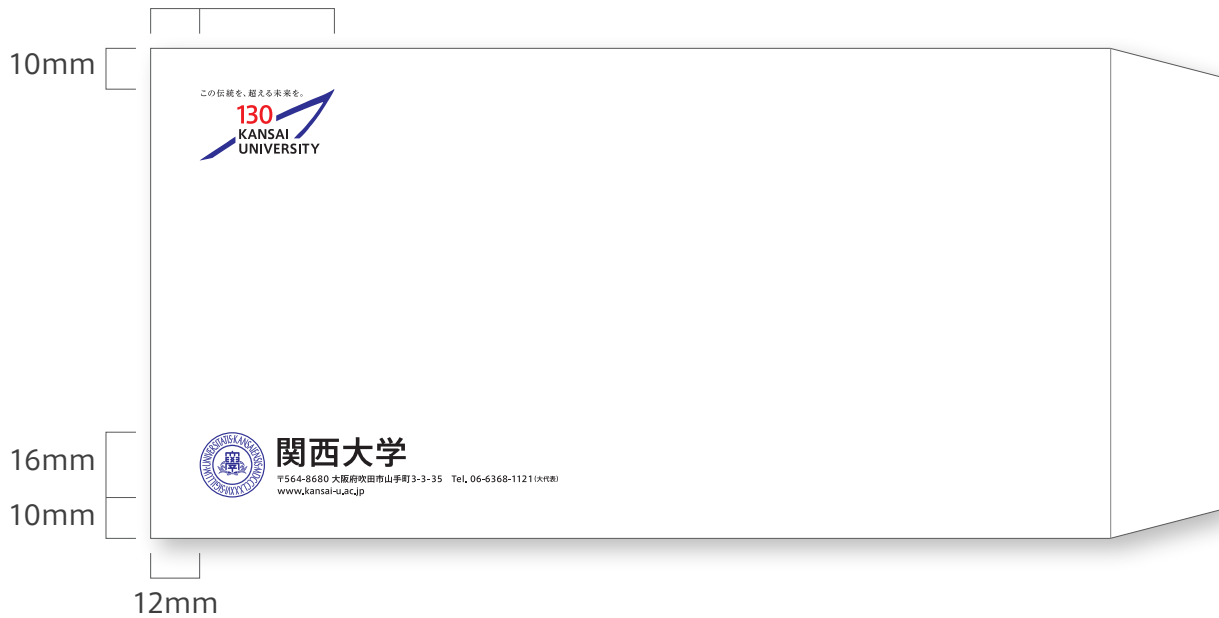 10mm
この伝統を、超える未来を。
130
KANSAI
UNIVERSITY
16mm
関西大学
〒564-8680 大阪府吹田市山手町3-3-35 Tel. 06-6368-1121(大代表)
www.kansai-u.ac.jp
10mm
12mm